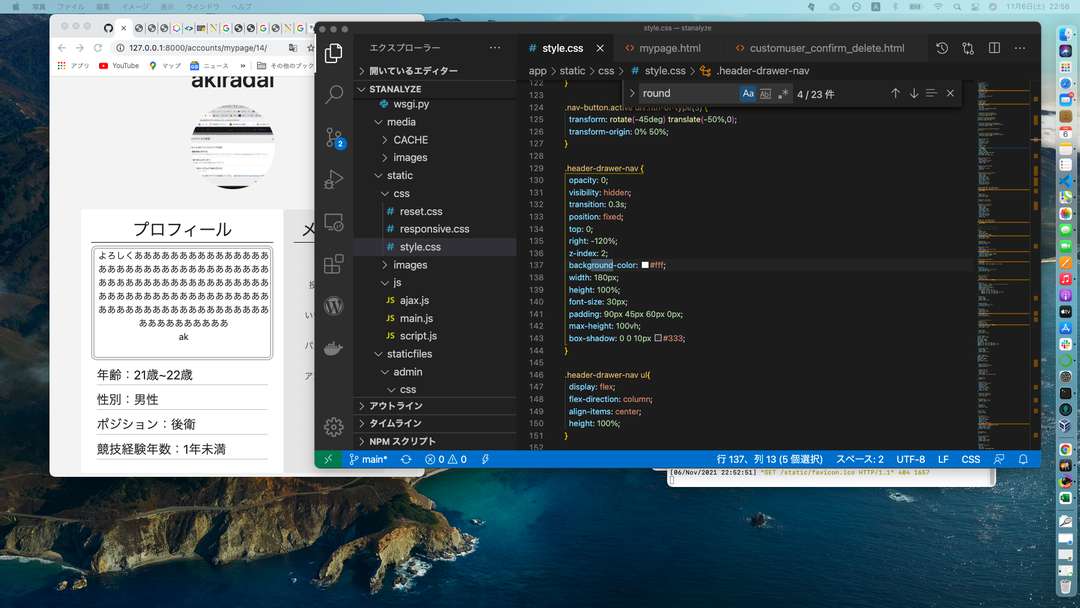 写真 ファイル 編集 イメージ 表示 ウインドウ ヘルプ
11月6日(土) 22:56
127.0.0.1:8000/accounts/mypage/14/
アプリ YouTube マップ ニュース » その他のブック
akiradai
プロフィール
メ
よろしくああああああああああああああああ
あああああああああああああああああああ
あああああああああああああああああああ
あああああああああああああああああああ
あああああああああああああああああああ
ああああああああああ
ak
年齢：21歳~22歳
性別：男性
ポジション：後衛
競技経験年数：1年未満
style.css — stanalyze
エクスプローラー ...
開いているエディター
STANALYZE
wsgi.py
media
CACHE
images
static
css
# reset.css
# responsive.css
# style.css
images
js
JS ajax.js
JS main.js
JS script.js
staticfiles
admin
css
アウトライン
タイムライン
NPM スクリプト
# style.css
<> mypage.html
<> customuser_confirm_delete.html
app > static > css > # style.css > .header-drawer-nav
round Aa Ab .* 4 / 23 件
122 }
123
124
125 transform: rotate(-45deg) translate(-50%,0);
126 transform-origin: 0% 50%;
127 }
128
129 .header-drawer-nav {
130 opacity: 0;
131 visibility: hidden;
132 transition: 0.3s;
133 position: fixed;
134 top: 0;
135 right: -120%;
136 z-index: 2;
137 background-color: #fff;
138 width: 180px;
139 height: 100%;
140 font-size: 30px;
141 padding: 90px 45px 60px 0px;
142 max-height: 100vh;
143 box-shadow: 0 0 10px #333;
144 }
145
146 .header-drawer-nav ul{
147 display: flex;
148 flex-direction: column;
149 align-items: center;
150 height: 100%;
151 }
152
main* 0 0
行 137、列 13 (5 個選択) スペース: 2 UTF-8 LF CSS
[06/Nov/2021 22:52:51] "GET /static/favicon.ico HTTP/1.1" 404 1657